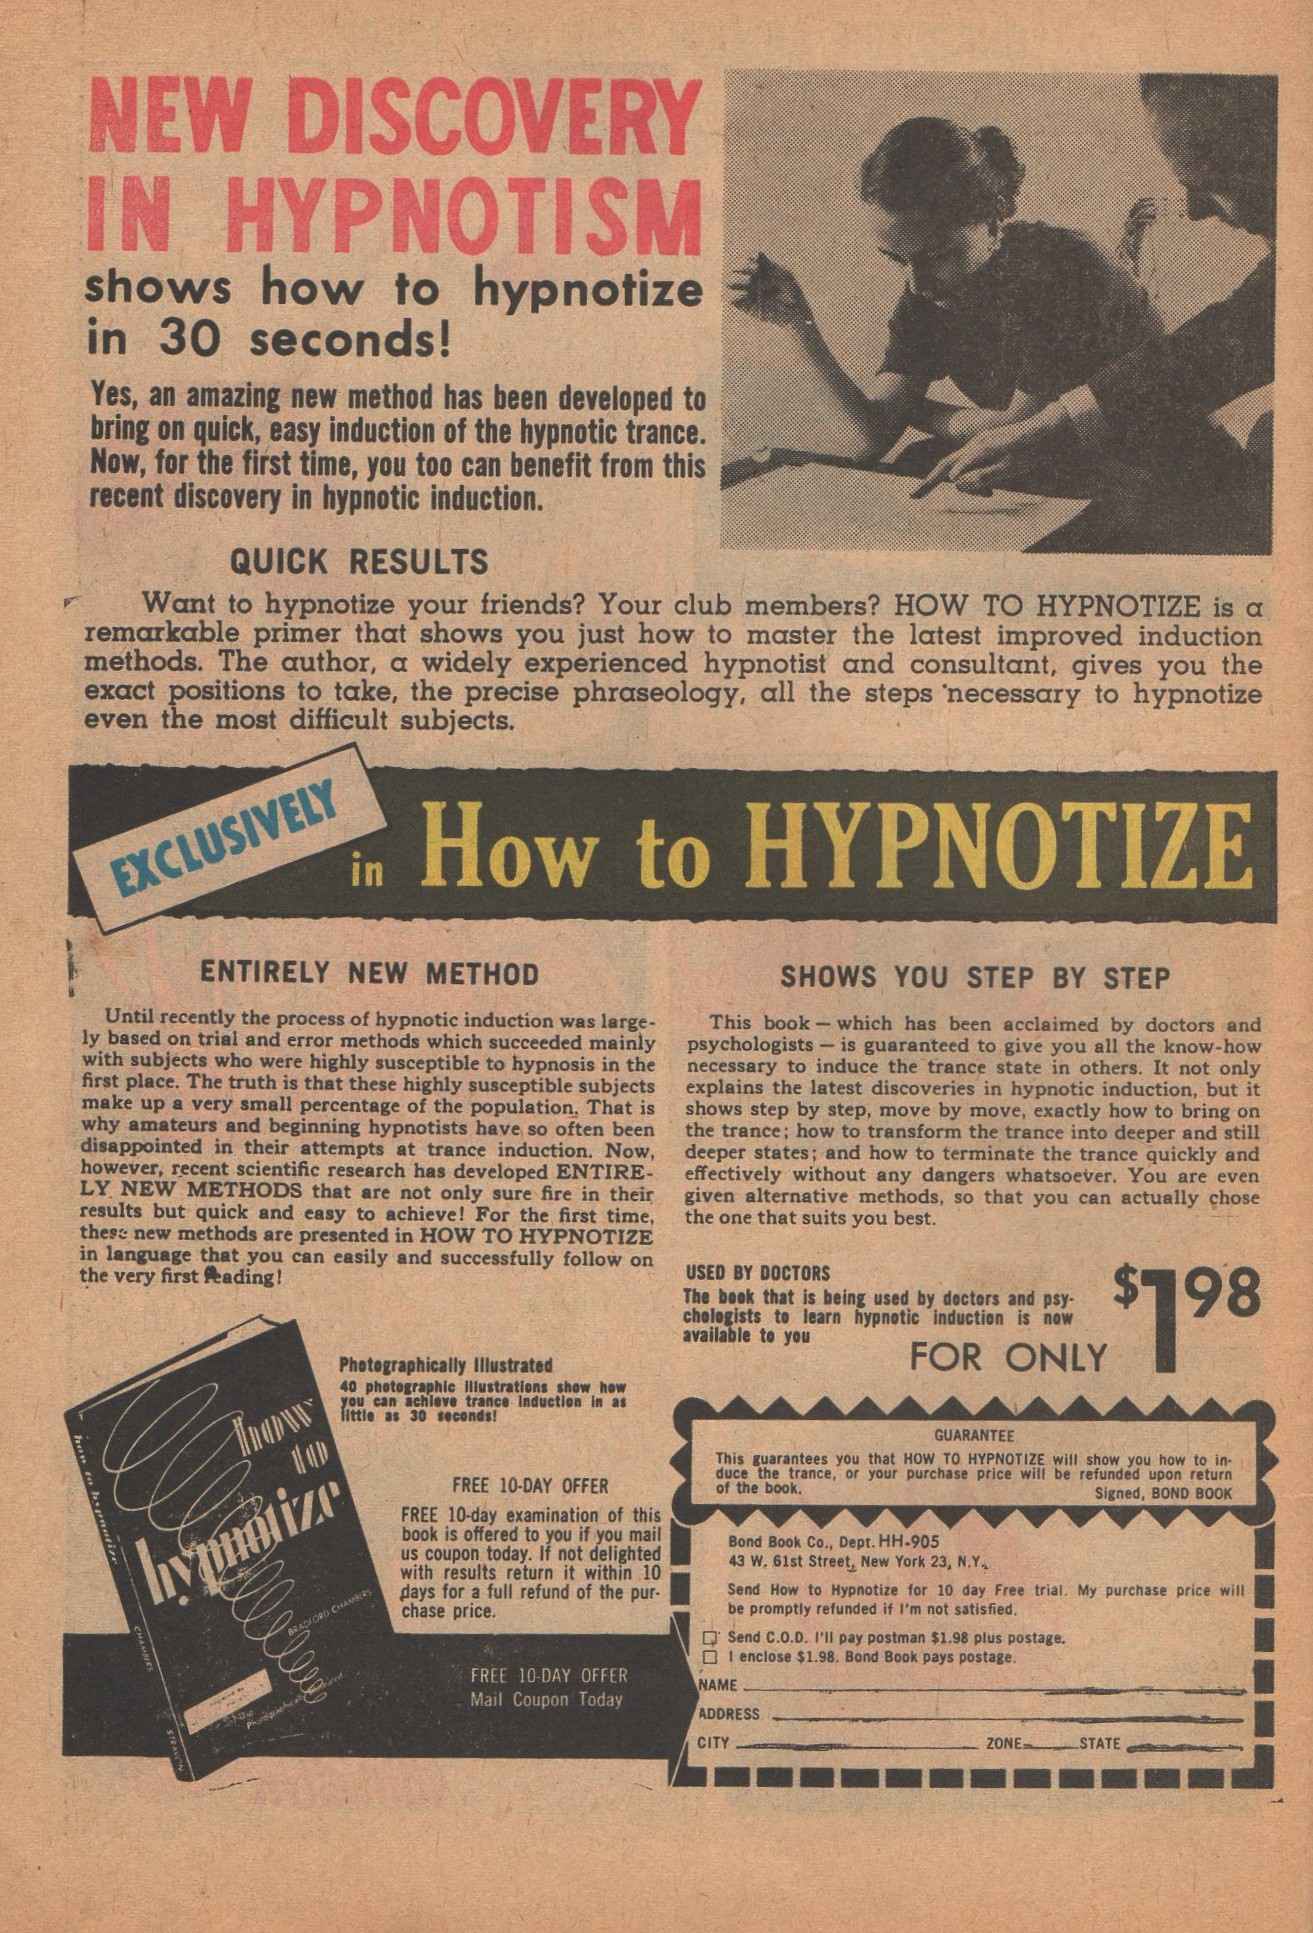 NEW DISCOVERY
IN HYPNOTISM
shows how to hypnotize
in 30 seconds!
Yes, an amazing new method has been developed to
bring on quick, easy induction of the hypnotic trance.
Now, for the first time, you too can benefit from this
recent discovery in hypnotic induction.
QUICK RESULTS
Want to hypnotize your friends? Your club members? HOW TO HYPNOTIZE is a
remarkable primer that shows you just how to master the latest improved induction
methods. The author, a widely experienced hypnotist and consultant, gives you the
exact positions to take, the precise phraseology, all the steps necessary to hypnotize
even the most difficult subjects.
EXCLUSIVELY
in How to HYPNOTIZE
ENTIRELY NEW METHOD
Until recently the process of hypnotic induction was large-
ly based on trial and error methods which succeeded mainly
with subjects who were highly susceptible to hypnosis in the
first place. The truth is that these highly susceptible subjects
make up a very small percentage of the population. That is
why amateurs and beginning hypnotists have so often been
disappointed in their attempts at trance induction. Now,
however, recent scientific research has developed ENTIRE-
LY NEW METHODS that are not only sure fire in their
results but quick and easy to achieve! For the first time,
these new methods are presented in HOW TO HYPNOTIZE
in language that you can easily and successfully follow on
the very first reading!
SHOWS YOU STEP BY STEP
This book — which has been acclaimed by doctors and
psychologists — is guaranteed to give you all the know-how
necessary to induce the trance state in others. It not only
explains the latest discoveries in hypnotic induction, but it
shows step by step, move by move, exactly how to bring on
the trance; how to transform the trance into deeper and still
deeper states; and how to terminate the trance quickly and
effectively without any dangers whatsoever. You are even
given alternative methods, so that you can actually chose
the one that suits you best.
USED BY DOCTORS
The book that is being used by doctors and psy-
chologists to learn hypnotic induction is now
available to you
FOR ONLY $1 98
Photographically Illustrated
40 photographic illustrations show how
you can achieve trance induction in as
little as 30 seconds!
FREE 10-DAY OFFER
FREE 10-day examination of this
book is offered to you if you mail
us coupon today. If not delighted
with results return it within 10
days for a full refund of the pur-
chase price.
how to hypnotize
CHAMBERS
STRAVON
how
to
hypnotize
BRADFORD CHAMBERS
Photographically Illustrated
FREE 10-DAY OFFER
Mail Coupon Today
GUARANTEE
This guarantees you that HOW TO HYPNOTIZE will show you how to in-
duce the trance, or your purchase price will be refunded upon return
of the book. Signed, BOND BOOK
Bond Book Co., Dept. HH-905
43 W. 61st Street, New York 23, N.Y.
Send How to Hypnotize for 10 day Free trial. My purchase price will
be promptly refunded if I'm not satisfied.
☐ Send C.O.D. I'll pay postman $1.98 plus postage.
☐ I enclose $1.98. Bond Book pays postage.
NAME
ADDRESS
CITY ZONE STATE